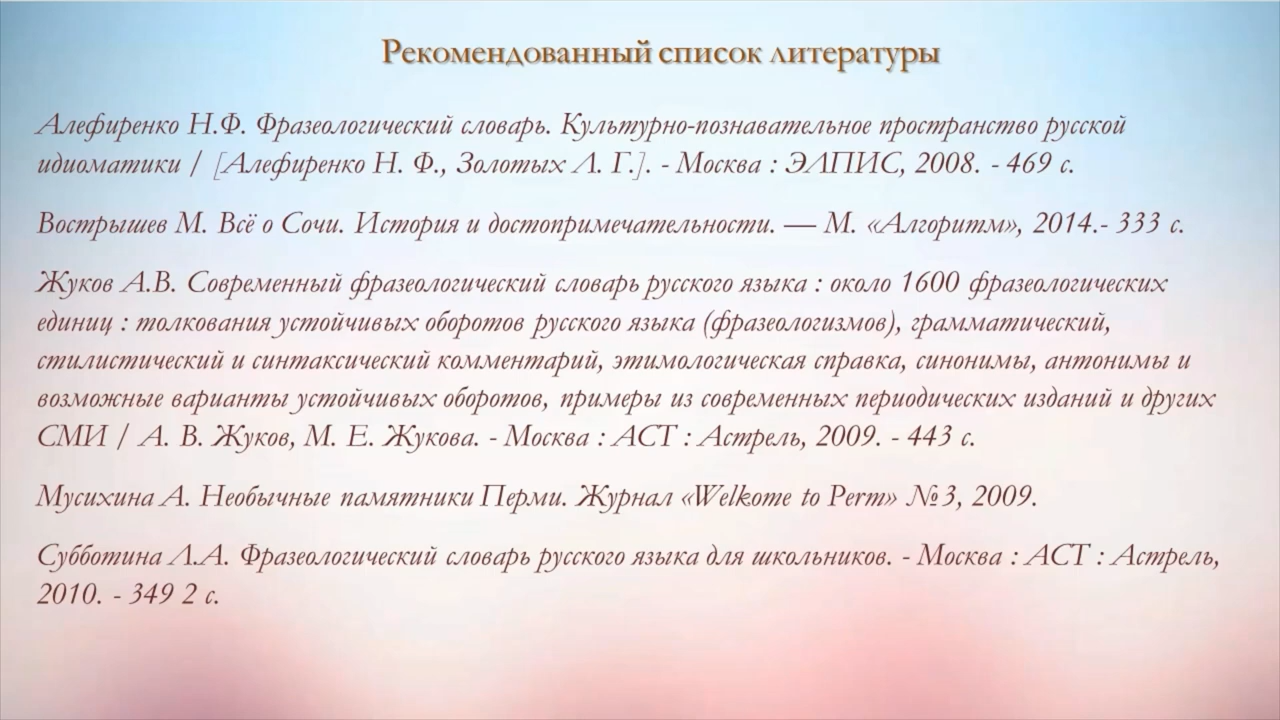 Рекомендованный список литературы
Алефиренко Н.Ф. Фразеологический словарь. Культурно-познавательное пространство русской
идиоматики / [Алефиренко Н. Ф., Золотых Л. Г.]. - Москва : ЭЛПИС, 2008. - 469 с.
Вострышев М. Всё о Сочи. История и достопримечательности. — М. «Алгоритм», 2014.- 333 с.
Жуков А.В. Современный фразеологический словарь русского языка : около 1600 фразеологических
единиц : толкования устойчивых оборотов русского языка (фразеологизмов), грамматический,
стилистический и синтаксический комментарий, этимологическая справка, синонимы, антонимы и
возможные варианты устойчивых оборотов, примеры из современных периодических изданий и других
СМИ / А. В. Жуков, М. Е. Жукова. - Москва : АСТ : Астрель, 2009. - 443 с.
Мусихина А. Необычные памятники Перми. Журнал «Welkome to Perm» №3, 2009.
Субботина Л.А. Фразеологический словарь русского языка для школьников. - Москва : АСТ : Астрель,
2010. - 349 2 с.